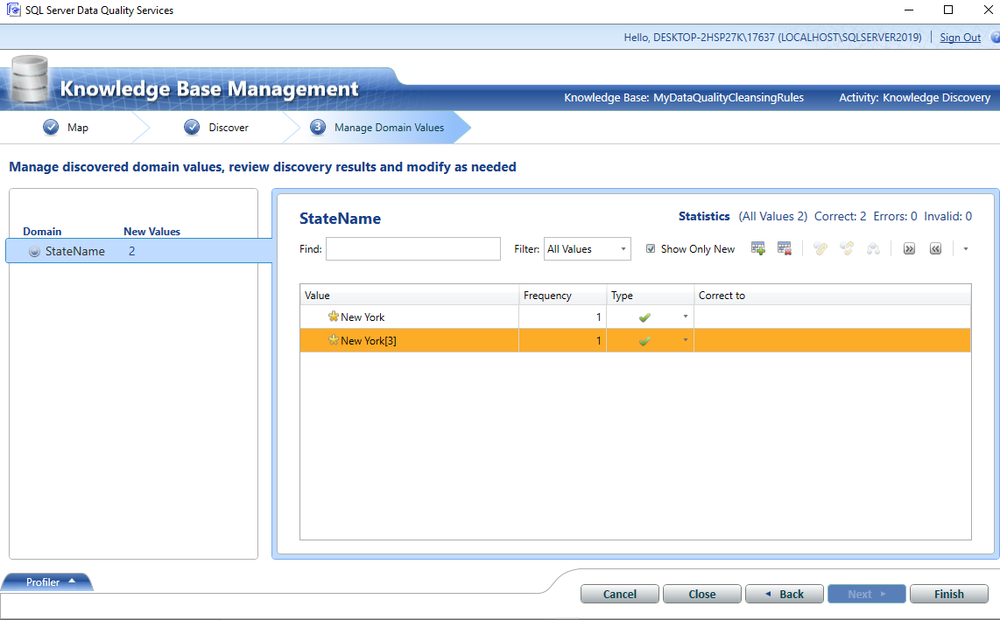 SQL Server Data Quality Services
Hello, DESKTOP-2HSP27K\17637 (LOCALHOST\SQLSERVER2019) Sign Out ?
Knowledge Base Management
Knowledge Base: MyDataQualityCleansingRules Activity: Knowledge Discovery
Map Discover 3 Manage Domain Values
Manage discovered domain values, review discovery results and modify as needed
Domain New Values
StateName 2
StateName
Statistics (All Values 2) Correct: 2 Errors: 0 Invalid: 0
Find: Filter: All Values Show Only New
Value Frequency Type Correct to
New York 1
New York[3] 1
Profiler
Cancel Close Back Next Finish